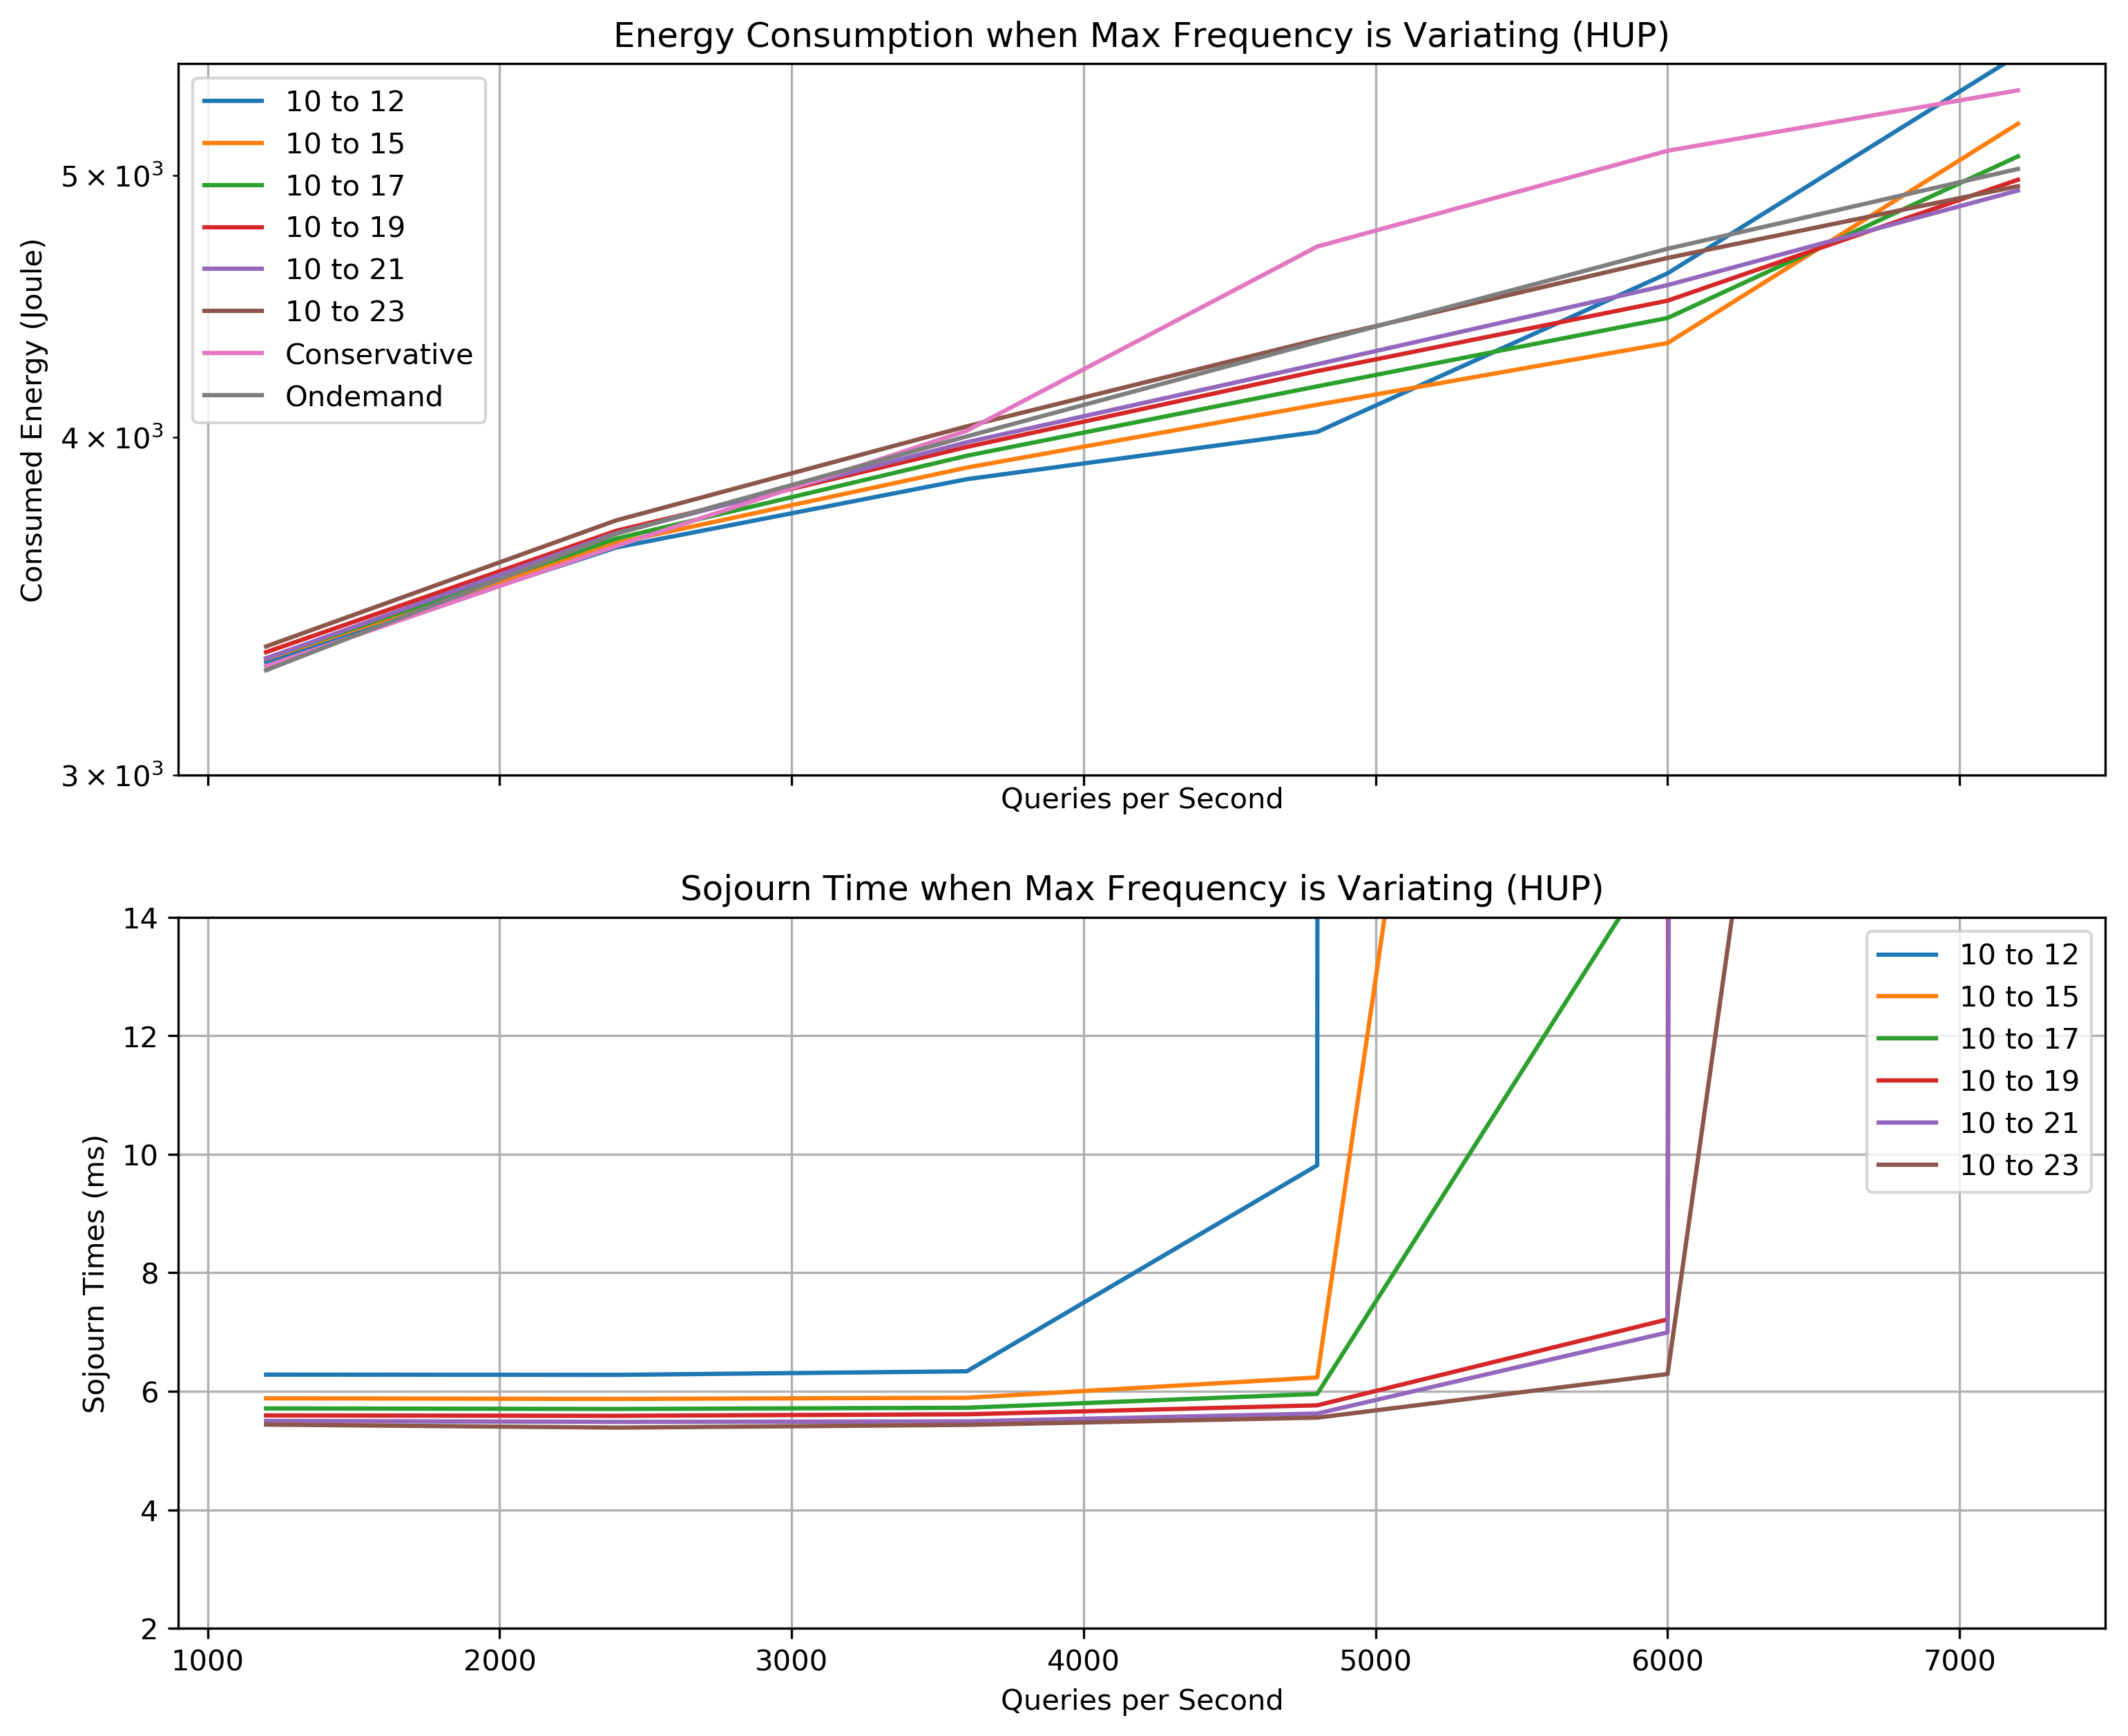 Energy Consumption when Max Frequency is Variating (HUP)
10 to 12
10 to 15
10 to 17
10 to 19
10 to 21
10 to 23
Conservative
Ondemand
5 × 10³
4 × 10³
3 × 10³
Consumed Energy (Joule)
Queries per Second
Sojourn Time when Max Frequency is Variating (HUP)
14
12
10
8
6
4
2
Sojourn Times (ms)
10 to 12
10 to 15
10 to 17
10 to 19
10 to 21
10 to 23
1000 2000 3000 4000 5000 6000 7000
Queries per Second